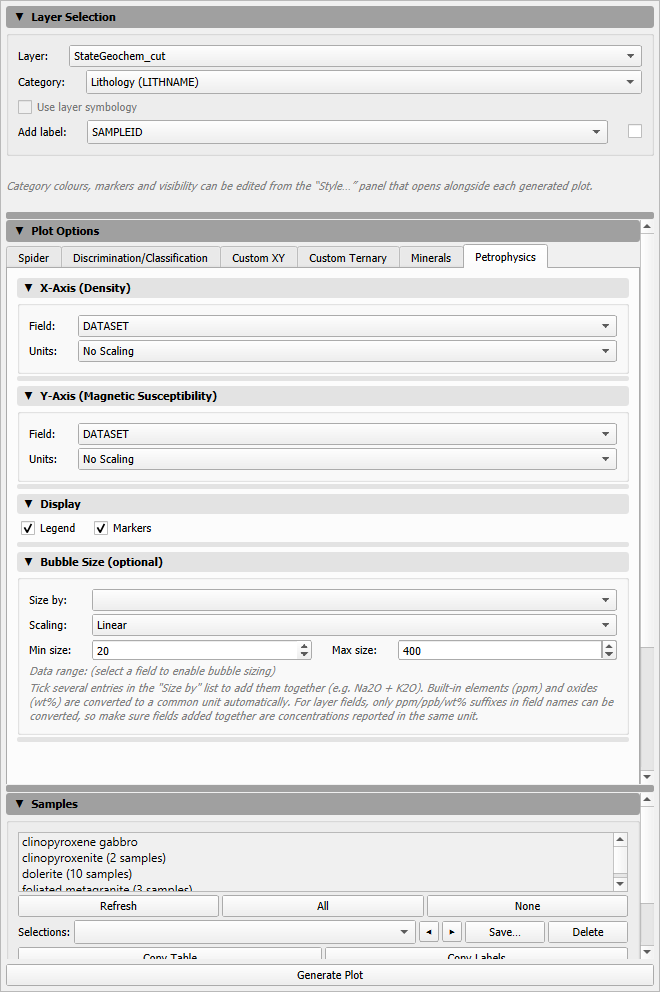 ▼ Layer Selection
Layer: StateGeochem_cut
Category: Lithology (LITHNAME)
Use layer symbology
Add label: SAMPLEID
Category colours, markers and visibility can be edited from the "Style..." panel that opens alongside each generated plot.
▼ Plot Options
Spider Discrimination/Classification Custom XY Custom Ternary Minerals Petrophysics
▼ X-Axis (Density)
Field: DATASET
Units: No Scaling
▼ Y-Axis (Magnetic Susceptibility)
Field: DATASET
Units: No Scaling
▼ Display
Legend Markers
▼ Bubble Size (optional)
Size by:
Scaling: Linear
Min size: 20 Max size: 400
Data range: (select a field to enable bubble sizing)
Tick several entries in the "Size by" list to add them together (e.g. Na2O + K2O). Built-in elements (ppm) and oxides
(wt%) are converted to a common unit automatically. For layer fields, only ppm/ppb/wt% suffixes in field names can be
converted, so make sure fields added together are concentrations reported in the same unit.
▼ Samples
clinopyroxene gabbro
clinopyroxenite (2 samples)
dolerite (10 samples)
foliated metagranite (3 samples)
Refresh All None
Selections: Save... Delete
Copy Table Copy Labels
Generate Plot